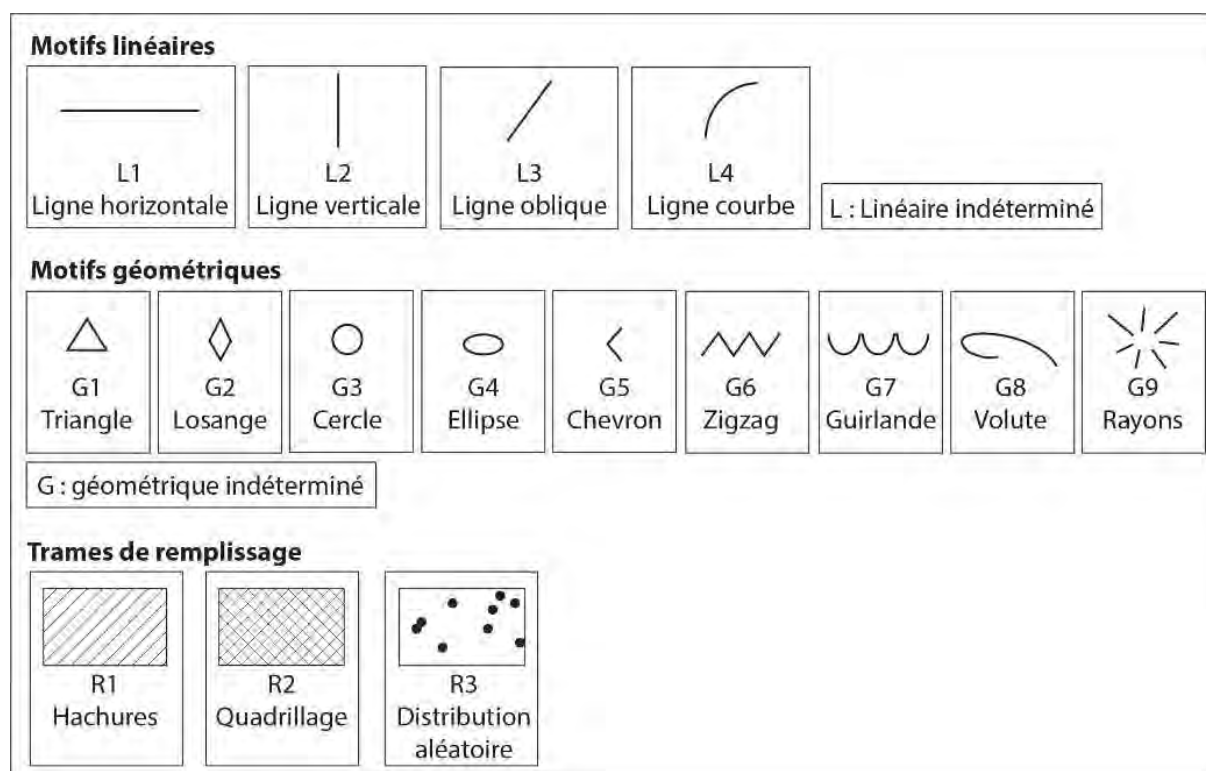 Motifs linéaires
L1
Ligne horizontale
L2
Ligne verticale
L3
Ligne oblique
L4
Ligne courbe
L : Linéaire indéterminé
Motifs géométriques
G1
Triangle
G2
Losange
G3
Cercle
G4
Ellipse
G5
Chevron
G6
Zigzag
G7
Guirlande
G8
Volute
G9
Rayons
G : géométrique indéterminé
Trames de remplissage
R1
Hachures
R2
Quadrillage
R3
Distribution
aléatoire